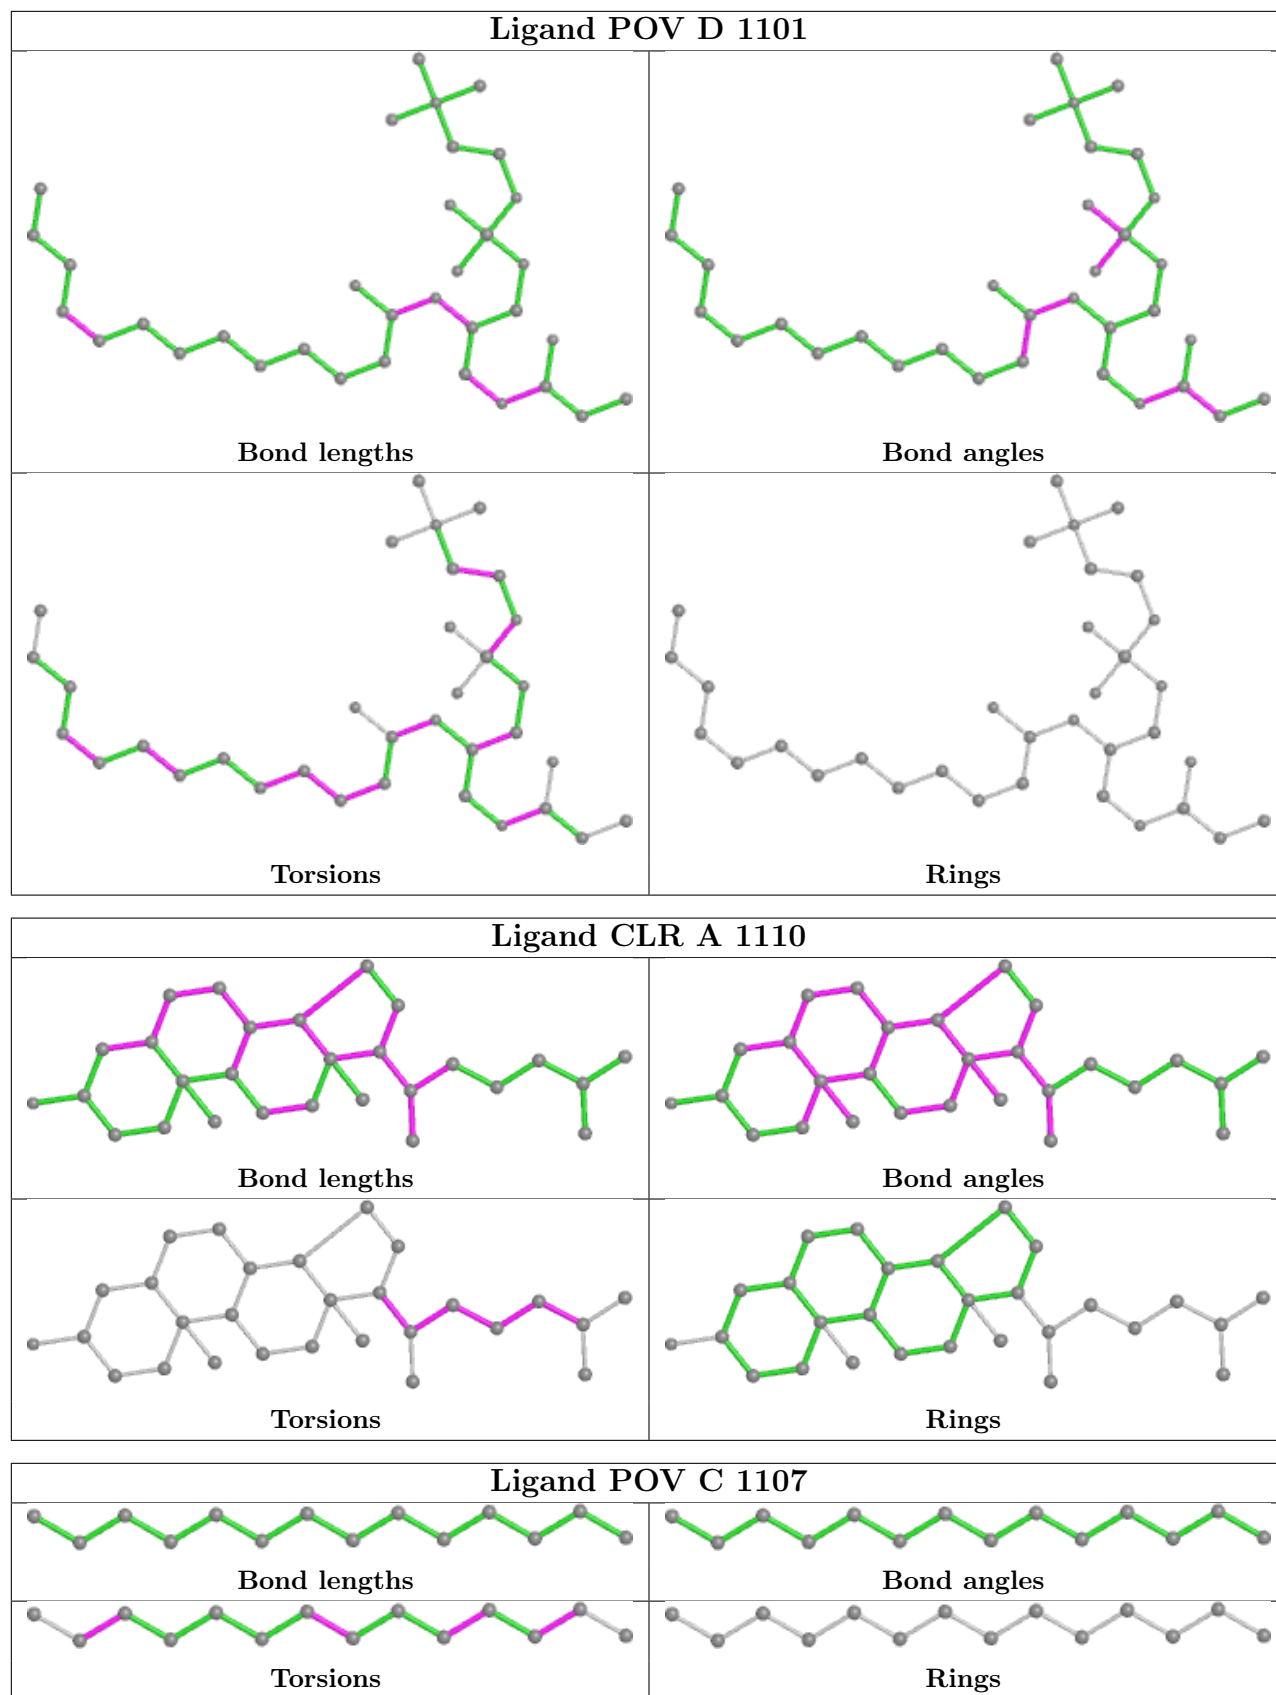 Ligand POV D 1101
Bond lengths
Bond angles
Torsions
Rings
Ligand CLR A 1110
Bond lengths
Bond angles
Torsions
Rings
Ligand POV C 1107
Bond lengths
Bond angles
Torsions
Rings